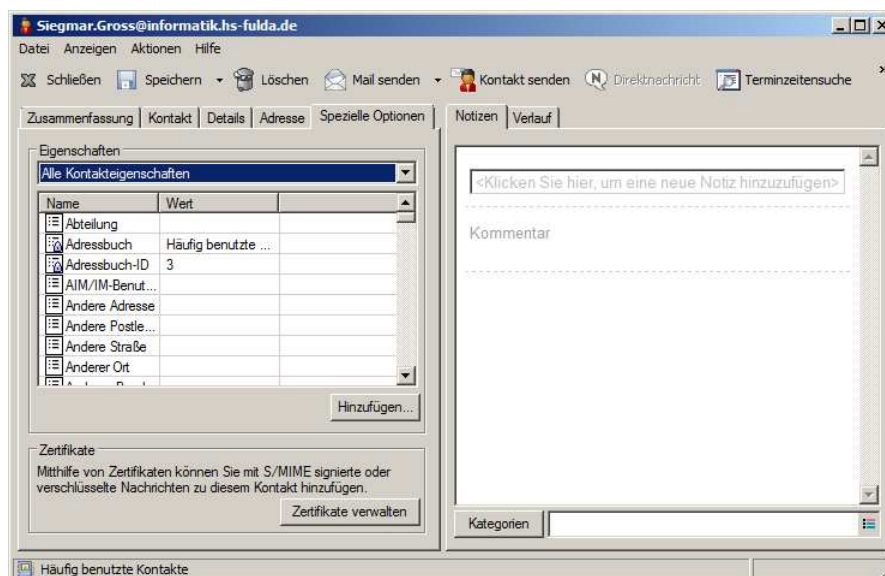 Siegmar.Gross@informatik.hs-fulda.de
Datei Anzeigen Aktionen Hilfe
Schließen Speichern Löschen Mail senden Kontakt senden Direktnachricht Terminzeitensuche
Zusammenfassung Kontakt Details Adresse Spezielle Optionen
Notizen Verlauf
Eigenschaften
Alle Kontakteigenschaften
Name Wert
Abteilung
Adressbuch Häufig benutzte ...
Adressbuch-ID 3
AIM/IM-Benut...
Andere Adresse
Andere Postle...
Andere Straße
Anderer Ort
Hinzufügen...
Zertifikate
Mitthilfe von Zertifikaten können Sie mit S/MIME signierte oder
verschlüsselte Nachrichten zu diesem Kontakt hinzufügen.
Zertifikate verwalten
<Klicken Sie hier, um eine neue Notiz hinzuzufügen>
Kommentar
Kategorien
Häufig benutzte Kontakte